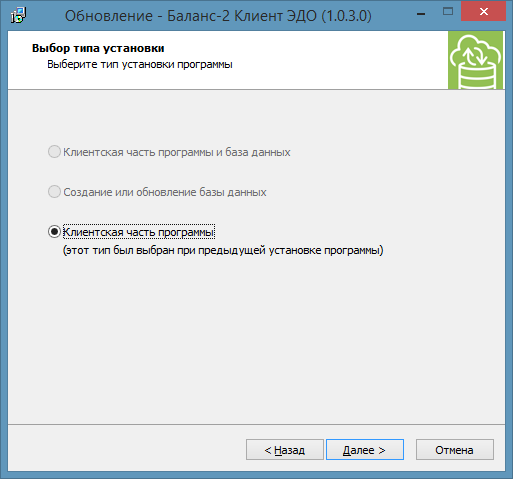 Обновление - Баланс-2 Клиент ЭДО (1.0.3.0)
Выбор типа установки
Выберите тип установки программы
Клиентская часть программы и база данных
Создание или обновление базы данных
Клиентская часть программы
(этот тип был выбран при предыдущей установке программы)
< Назад Далее > Отмена